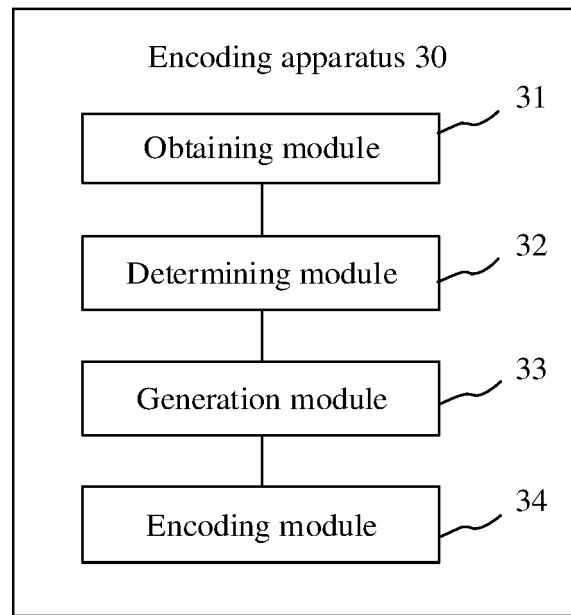 Encoding apparatus 30
31
Obtaining module
32
Determining module
33
Generation module
34
Encoding module